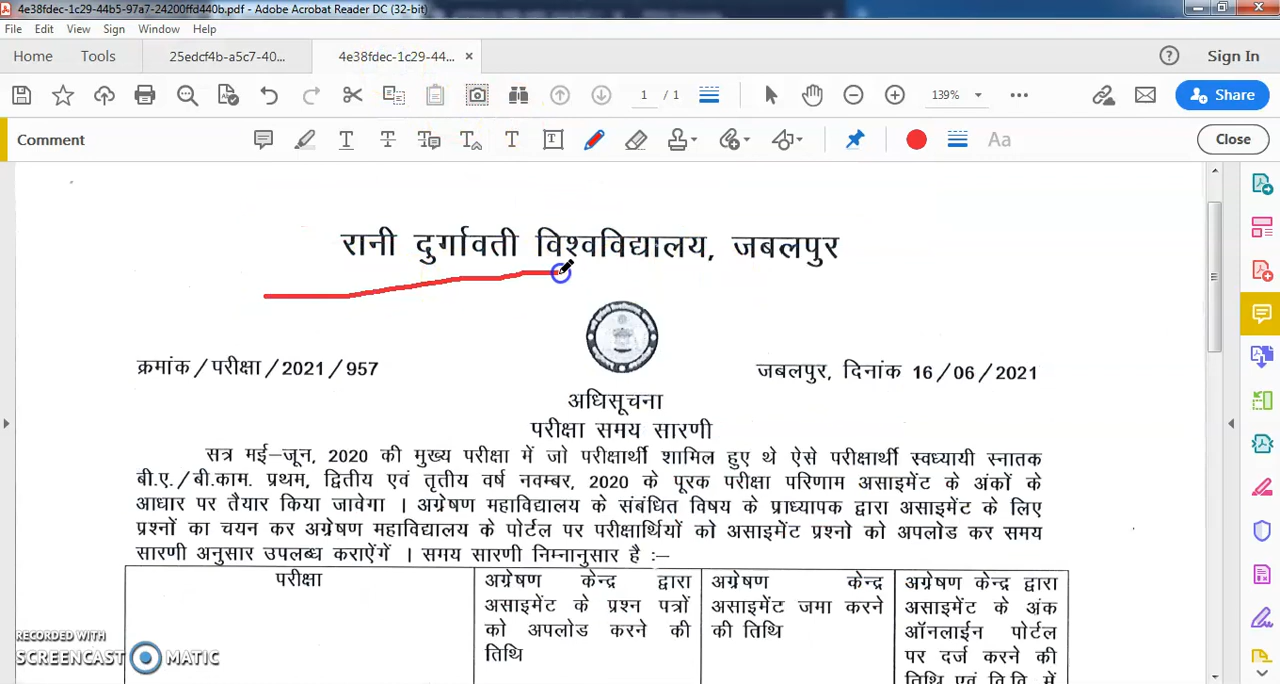 4e38fdec-1c29-44b5-97a7-24200ffd440b.pdf - Adobe Acrobat Reader DC (32-bit)
File Edit View Sign Window Help
Home Tools 25edcf4b-a5c7-40... 4e38fdec-1c29-44... × Sign In
1 / 1 139% Share
Comment Aa Close
रानी दुर्गावती विश्वविद्यालय, जबलपुर
क्रमांक/परीक्षा/2021/957 जबलपुर, दिनांक 16/06/2021
अधिसूचना
परीक्षा समय सारणी
सत्र मई–जून, 2020 की मुख्य परीक्षा में जो परीक्षार्थी शामिल हुए थे ऐसे परीक्षार्थी स्वध्यायी स्नातक
बी.ए./बी.काम. प्रथम, द्वितीय एवं तृतीय वर्ष नवम्बर, 2020 के पूरक परीक्षा परिणाम असाइमेंट के अंकों के
आधार पर तैयार किया जावेगा । अग्रेषण महाविद्यालय के संबंधित विषय के प्राध्यापक द्वारा असाइमेंट के लिए
प्रश्नों का चयन कर अग्रेषण महाविद्यालय के पोर्टल पर परीक्षार्थियों को असाइमेंट प्रश्नो को अपलोड कर समय
सारणी अनुसार उपलब्ध कराऐंगें । समय सारणी निम्नानुसार है :–
परीक्षा
अग्रेषण केन्द्र द्वारा
असाइमेंट के प्रश्न पत्रों
को अपलोड करने की
तिथि
अग्रेषण केन्द्र
असाइमेंट जमा करने
की तिथि
अग्रेषण केन्द्र द्वारा
असाइमेंट के अंक
ऑनलाईन पोर्टल
पर दर्ज करने की
तिथि एवं वि.वि. में
RECORDED WITH
SCREENCAST MATIC